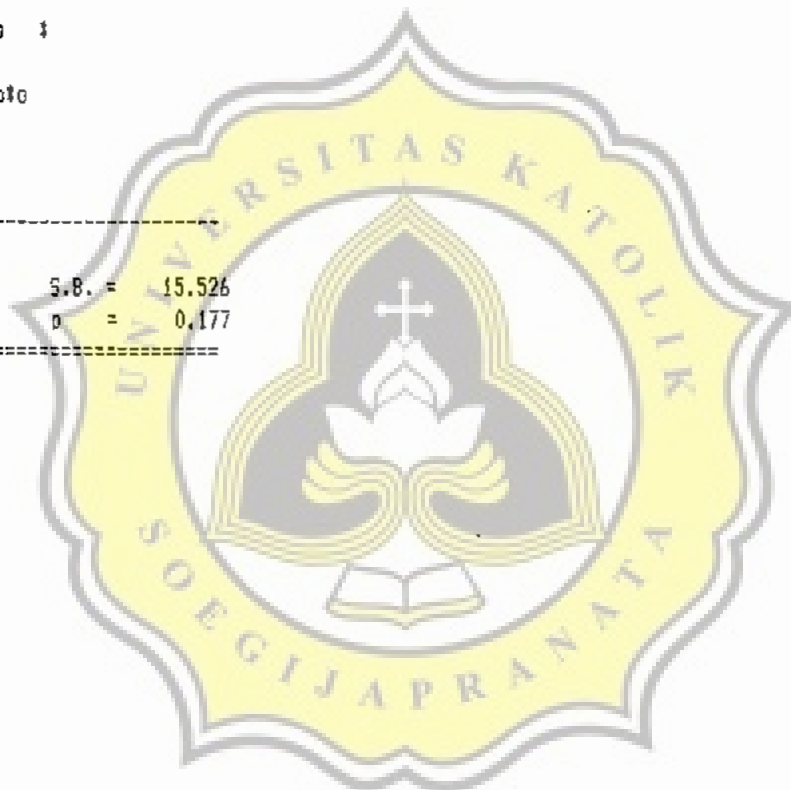 S.B. = 15.526
p = 0.177
UNIVERSITAS KATOLIK
SOEGIJAPRANATA